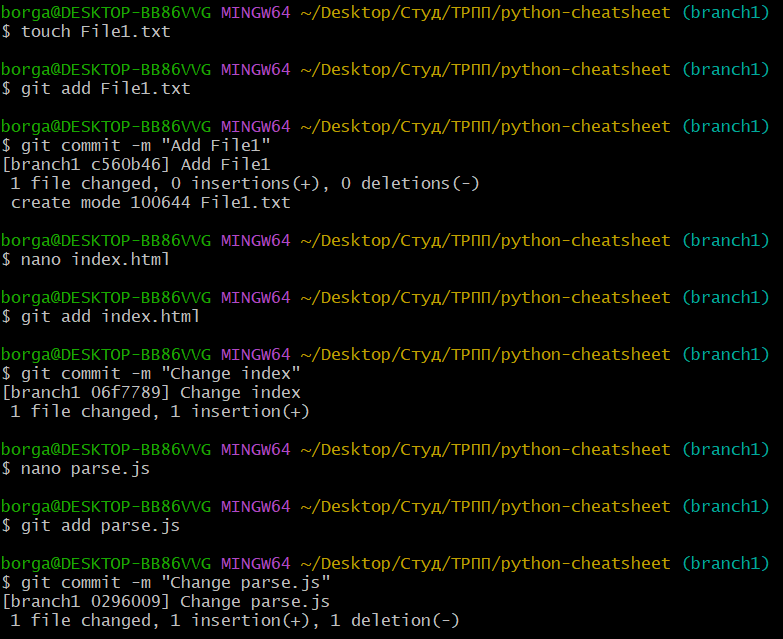 borga@DESKTOP-BB86VVG MINGW64 ~/Desktop/Студ/ТРПП/python-cheatsheet (branch1)
$ touch File1.txt
borga@DESKTOP-BB86VVG MINGW64 ~/Desktop/Студ/ТРПП/python-cheatsheet (branch1)
$ git add File1.txt
borga@DESKTOP-BB86VVG MINGW64 ~/Desktop/Студ/ТРПП/python-cheatsheet (branch1)
$ git commit -m "Add File1"
[branch1 c560b46] Add File1
 1 file changed, 0 insertions(+), 0 deletions(-)
 create mode 100644 File1.txt
borga@DESKTOP-BB86VVG MINGW64 ~/Desktop/Студ/ТРПП/python-cheatsheet (branch1)
$ nano index.html
borga@DESKTOP-BB86VVG MINGW64 ~/Desktop/Студ/ТРПП/python-cheatsheet (branch1)
$ git add index.html
borga@DESKTOP-BB86VVG MINGW64 ~/Desktop/Студ/ТРПП/python-cheatsheet (branch1)
$ git commit -m "Change index"
[branch1 06f7789] Change index
 1 file changed, 1 insertion(+)
borga@DESKTOP-BB86VVG MINGW64 ~/Desktop/Студ/ТРПП/python-cheatsheet (branch1)
$ nano parse.js
borga@DESKTOP-BB86VVG MINGW64 ~/Desktop/Студ/ТРПП/python-cheatsheet (branch1)
$ git add parse.js
borga@DESKTOP-BB86VVG MINGW64 ~/Desktop/Студ/ТРПП/python-cheatsheet (branch1)
$ git commit -m "Change parse.js"
[branch1 0296009] Change parse.js
 1 file changed, 1 insertion(+), 1 deletion(-)